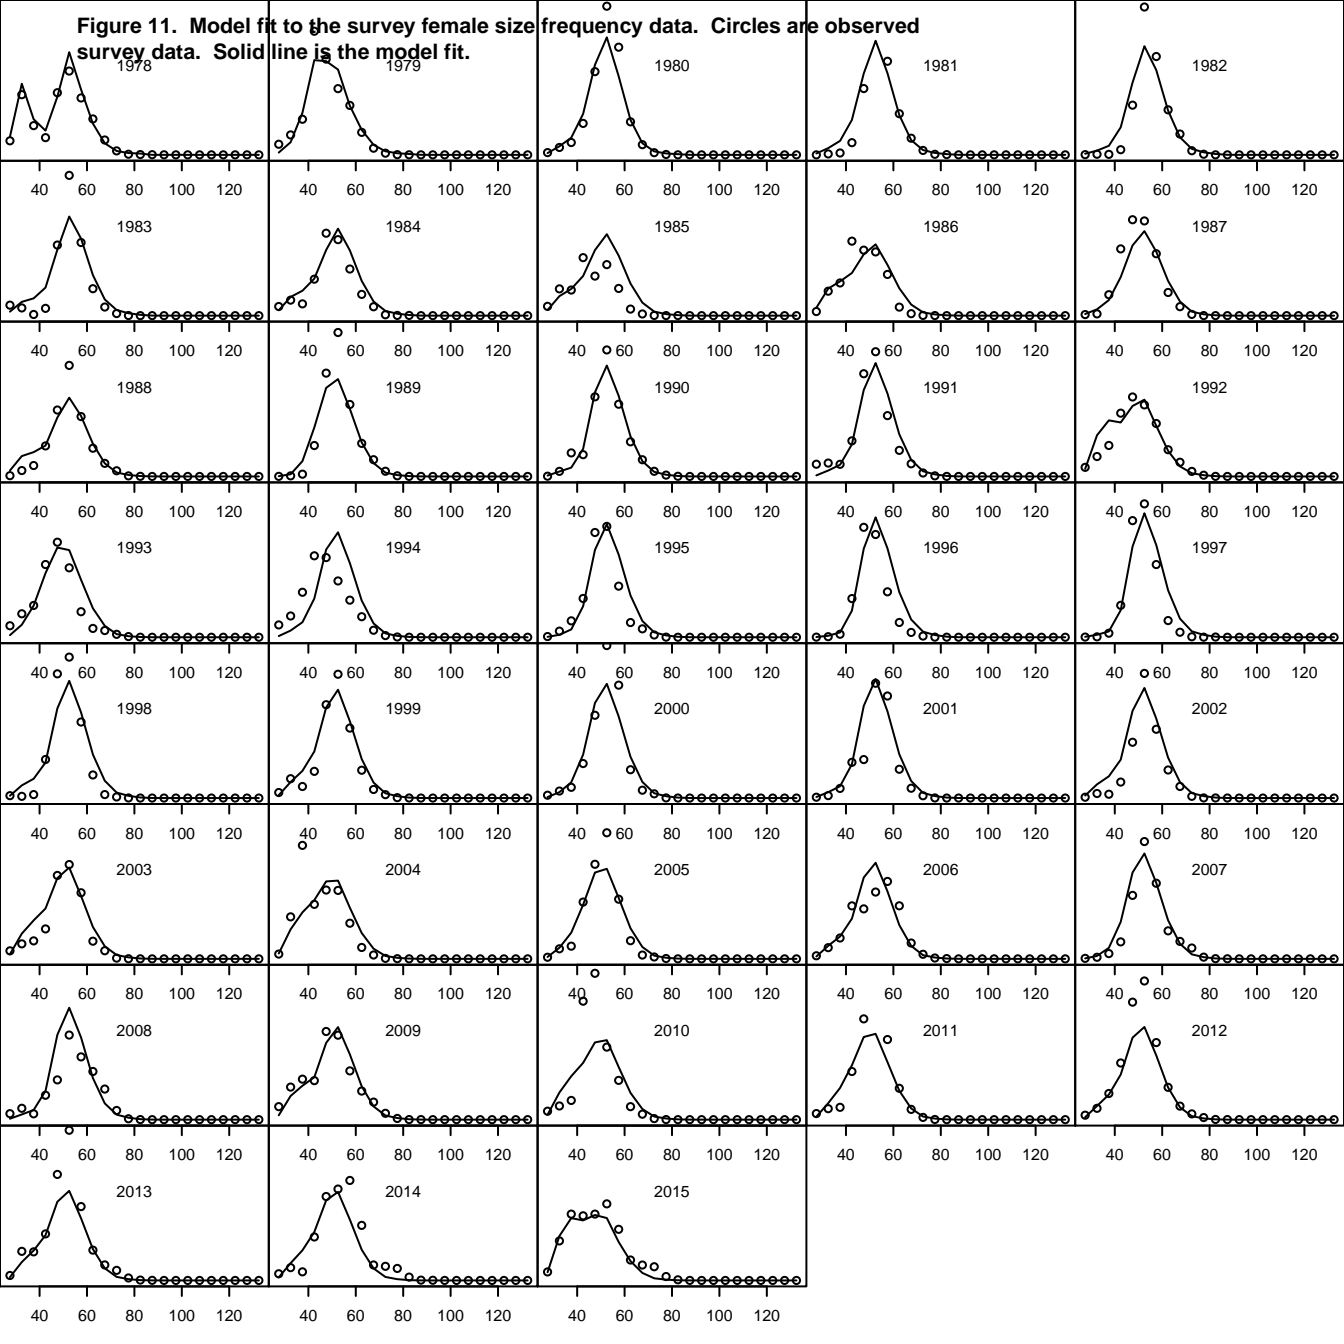 Figure 11.  Model fit to the survey female size frequency data.  Circles are observed
survey data.  Solid line is the model fit.
1978 1979 1980 1981 1982
40 60 80 100 120 40 60 80 100 120 40 60 80 100 120 40 60 80 100 120 40 60 80 100 120
1983 1984 1985 1986 1987
40 60 80 100 120 40 60 80 100 120 40 60 80 100 120 40 60 80 100 120 40 60 80 100 120
1988 1989 1990 1991 1992
40 60 80 100 120 40 60 80 100 120 40 60 80 100 120 40 60 80 100 120 40 60 80 100 120
1993 1994 1995 1996 1997
40 60 80 100 120 40 60 80 100 120 40 60 80 100 120 40 60 80 100 120 40 60 80 100 120
1998 1999 2000 2001 2002
40 60 80 100 120 40 60 80 100 120 40 60 80 100 120 40 60 80 100 120 40 60 80 100 120
2003 2004 2005 2006 2007
40 60 80 100 120 40 60 80 100 120 40 60 80 100 120 40 60 80 100 120 40 60 80 100 120
2008 2009 2010 2011 2012
40 60 80 100 120 40 60 80 100 120 40 60 80 100 120 40 60 80 100 120 40 60 80 100 120
2013 2014 2015
40 60 80 100 120 40 60 80 100 120 40 60 80 100 120